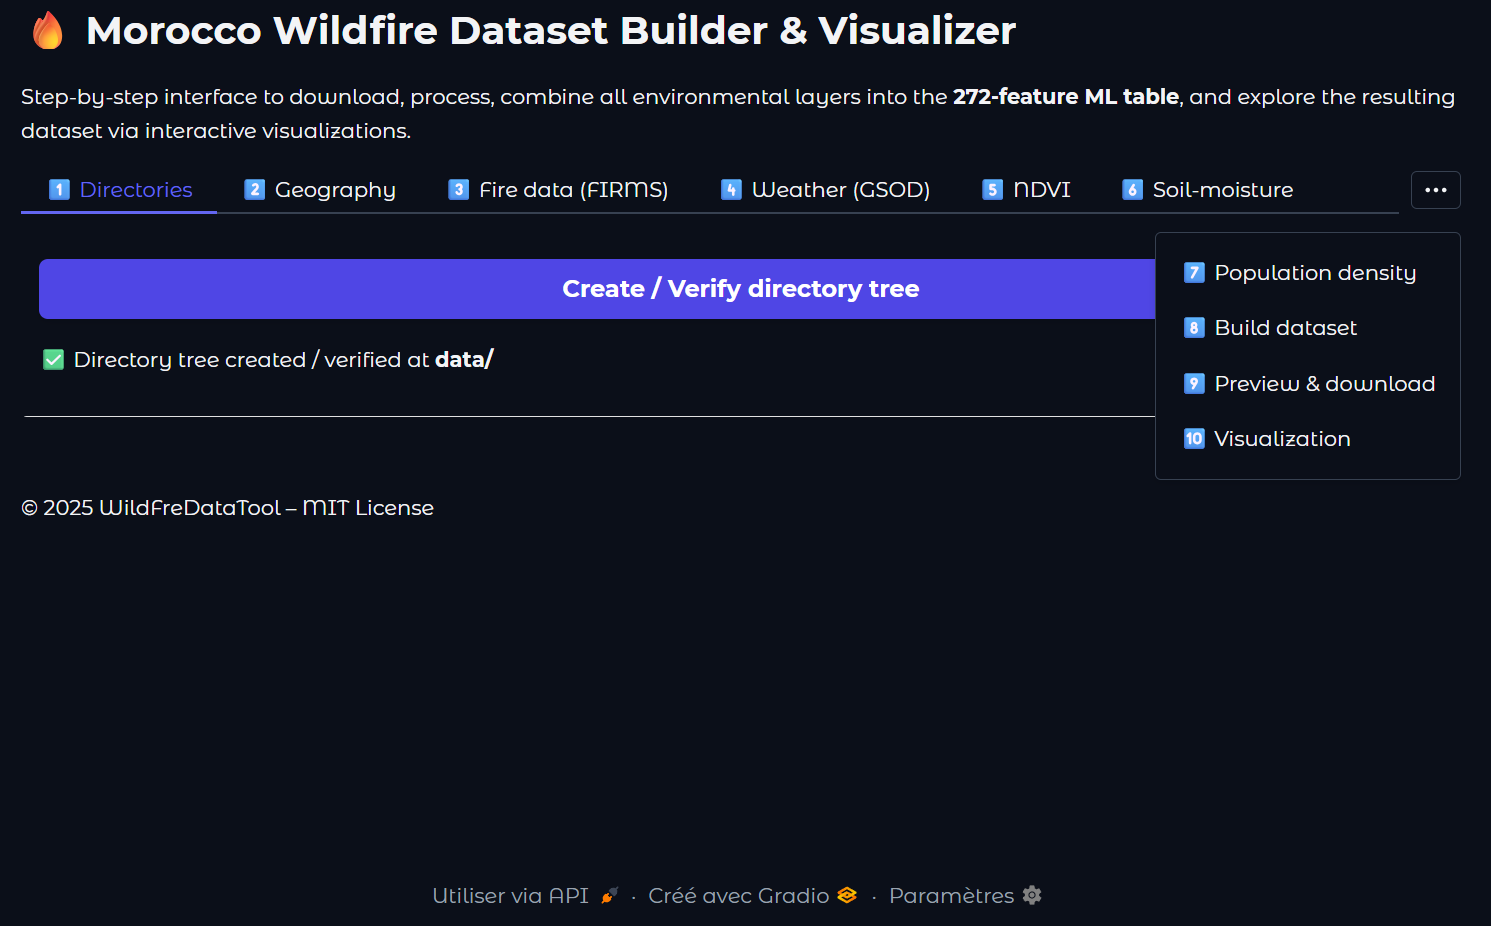 🔥 Morocco Wildfire Dataset Builder & Visualizer
Step-by-step interface to download, process, combine all environmental layers into the 272-feature ML table, and explore the resulting
dataset via interactive visualizations.
1 Directories
2 Geography
3 Fire data (FIRMS)
4 Weather (GSOD)
5 NDVI
6 Soil-moisture
...
7 Population density
8 Build dataset
9 Preview & download
10 Visualization
Create / Verify directory tree
✅ Directory tree created / verified at data/
© 2025 WildFreDataTool – MIT License
Utiliser via API · Créé avec Gradio · Paramètres